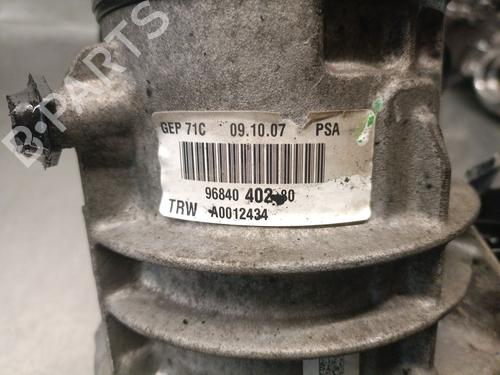 B-PARTS
GEP 71C 09.10.07 PSA
96840 402 80
TRW A0012434